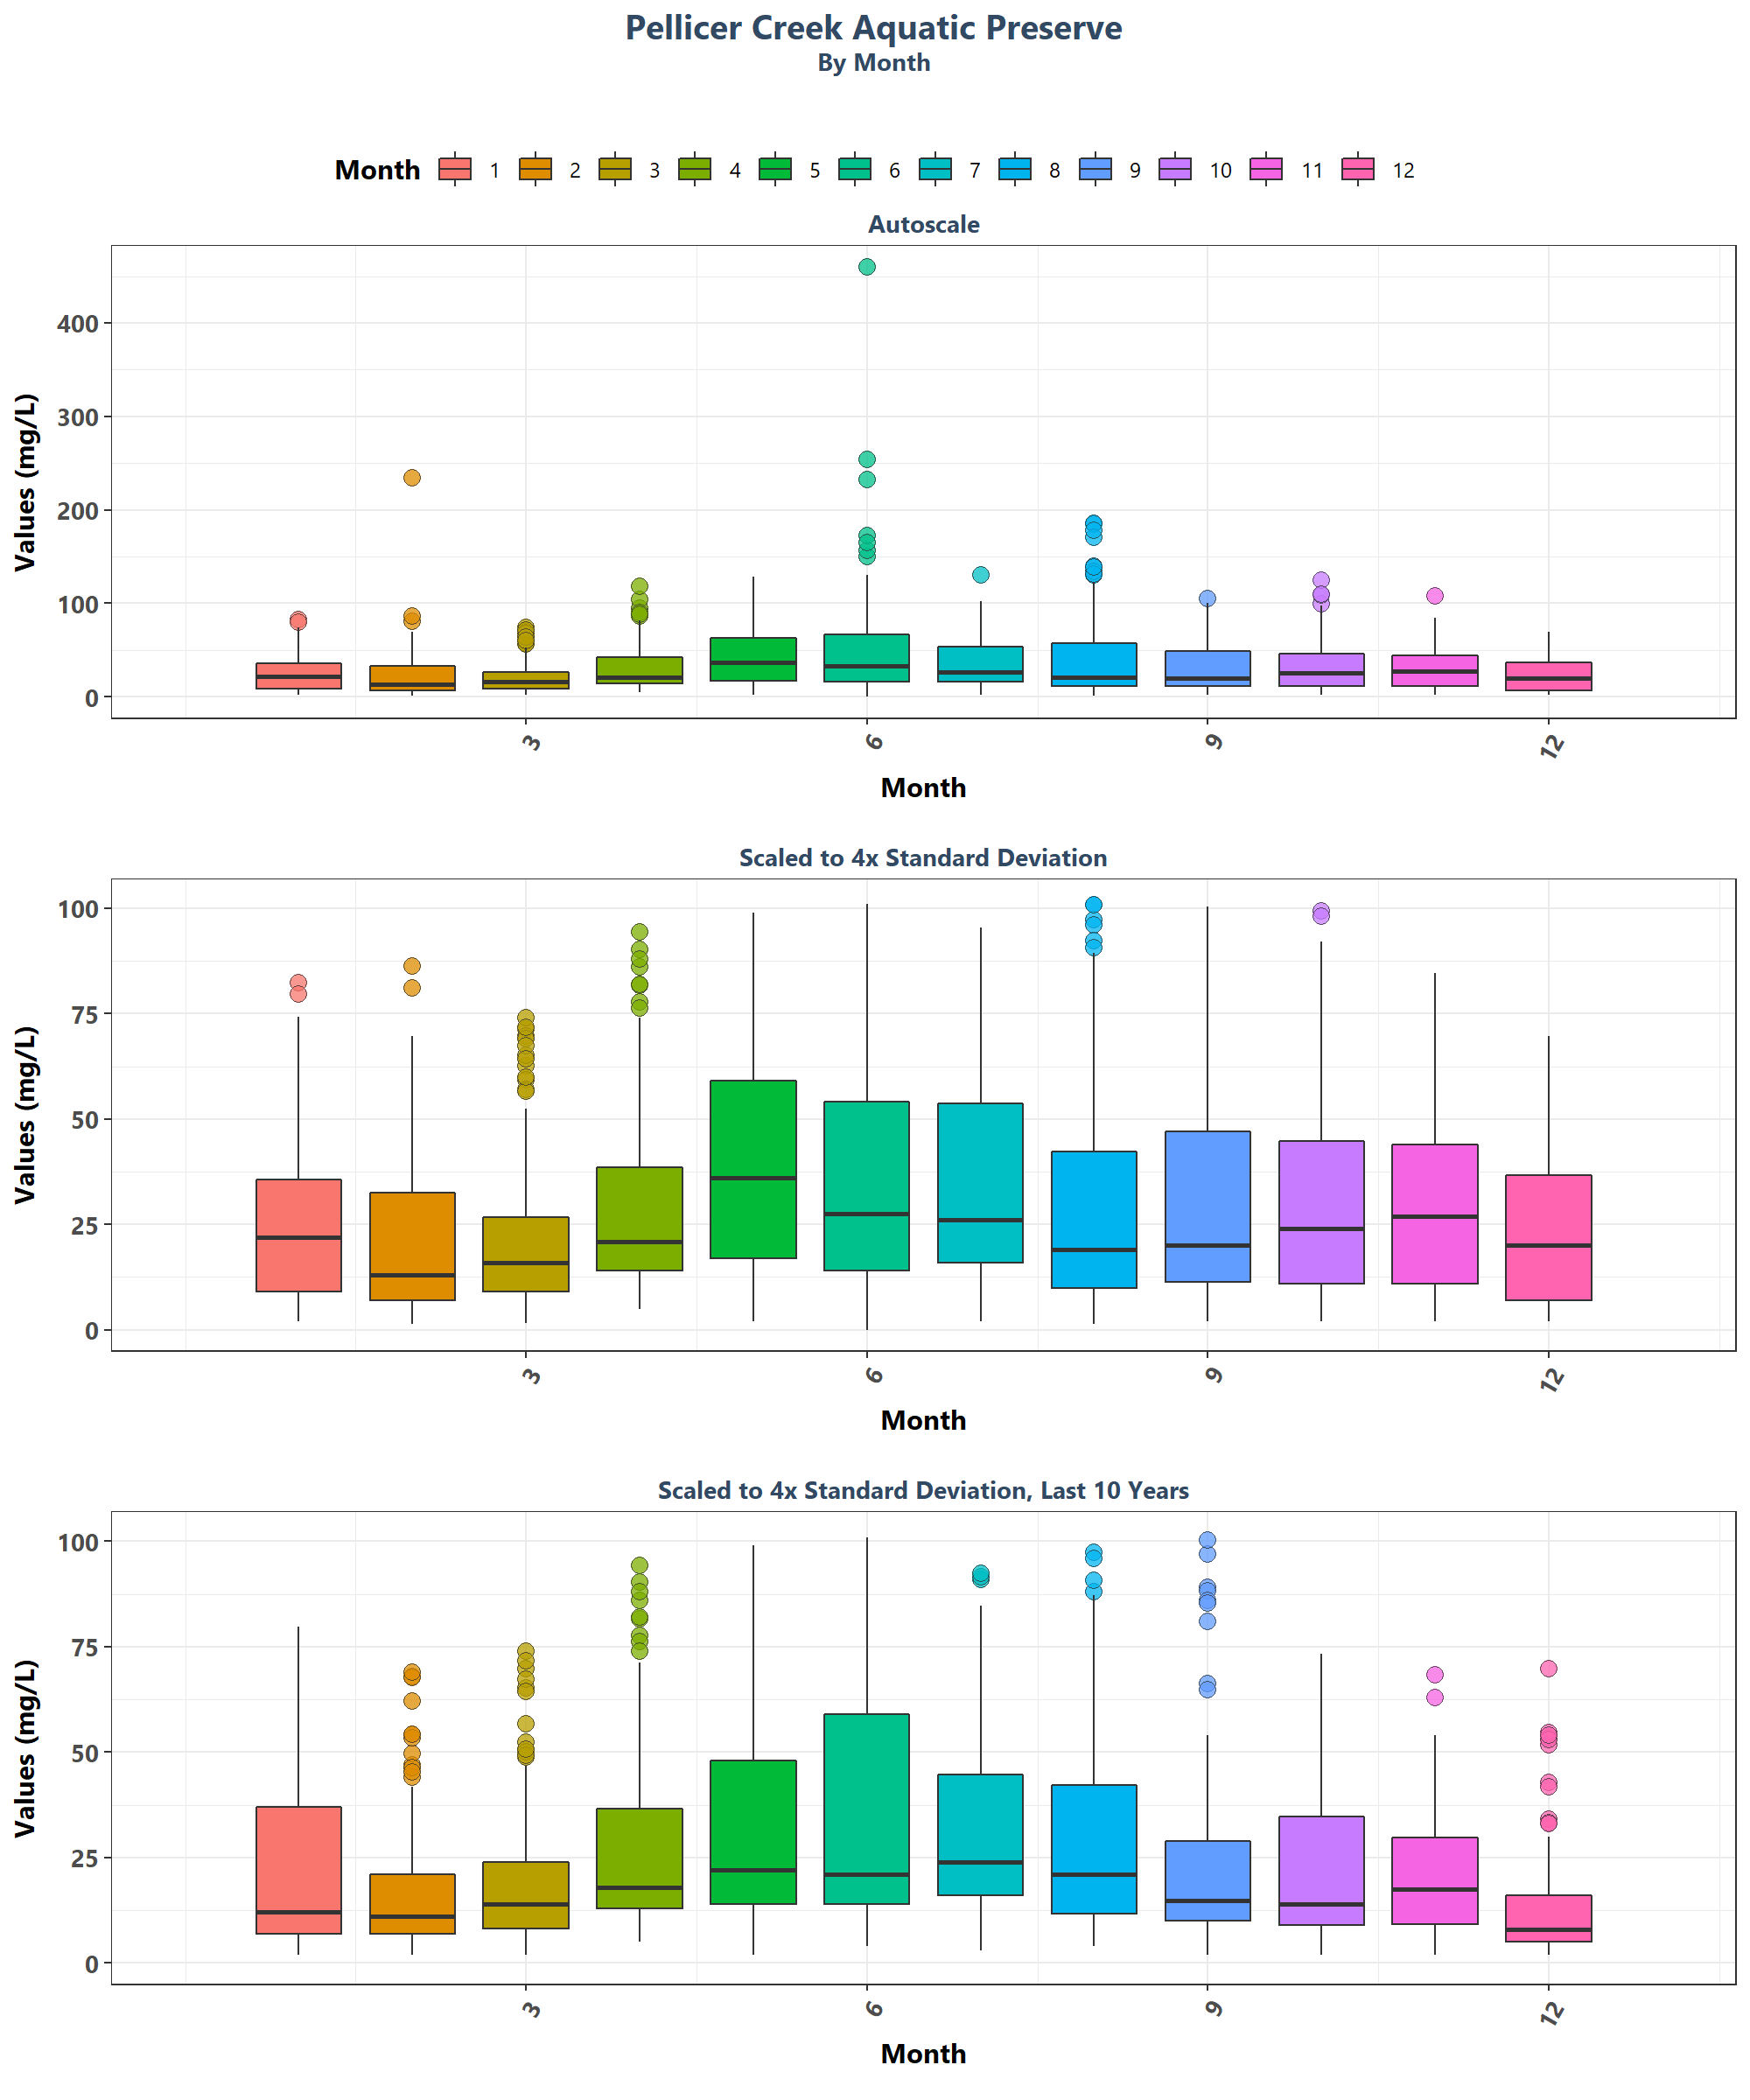 Pellicer Creek Aquatic Preserve
By Month
Month 1 2 3 4 5 6 7 8 9 10 11 12
Autoscale
Values (mg/L)
400
300
200
100
0
3 6 9 12
Month
Scaled to 4x Standard Deviation
Values (mg/L)
100
75
50
25
0
3 6 9 12
Month
Scaled to 4x Standard Deviation, Last 10 Years
Values (mg/L)
100
75
50
25
0
3 6 9 12
Month